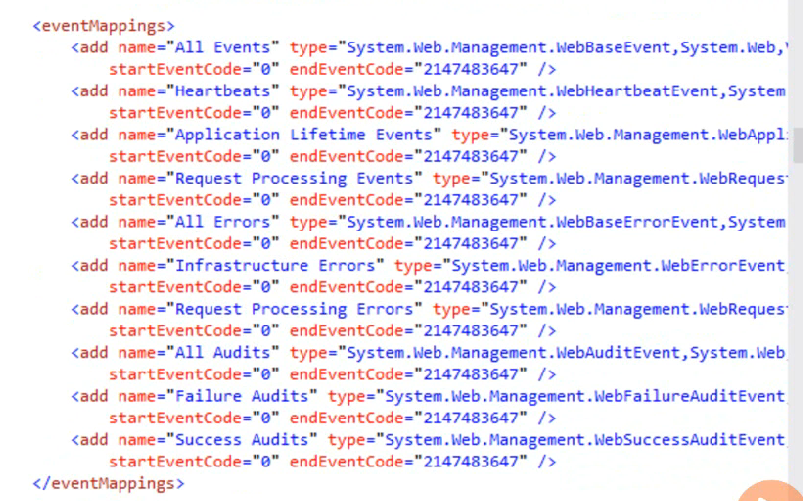 <eventMappings>
<add name="All Events" type="System.Web.Management.WebBaseEvent,System.Web,
startEventCode="0" endEventCode="2147483647" />
<add name="Heartbeats" type="System.Web.Management.WebHeartbeatEvent,System
startEventCode="0" endEventCode="2147483647" />
<add name="Application Lifetime Events" type="System.Web.Management.WebAppl
startEventCode="0" endEventCode="2147483647" />
<add name="Request Processing Events" type="System.Web.Management.WebReques
startEventCode="0" endEventCode="2147483647" />
<add name="All Errors" type="System.Web.Management.WebBaseErrorEvent,System
startEventCode="0" endEventCode="2147483647" />
<add name="Infrastructure Errors" type="System.Web.Management.WebErrorEvent,
startEventCode="0" endEventCode="2147483647" />
<add name="Request Processing Errors" type="System.Web.Management.WebReques
startEventCode="0" endEventCode="2147483647" />
<add name="All Audits" type="System.Web.Management.WebAuditEvent,System.Web
startEventCode="0" endEventCode="2147483647" />
<add name="Failure Audits" type="System.Web.Management.WebFailureAuditEvent,
startEventCode="0" endEventCode="2147483647" />
<add name="Success Audits" type="System.Web.Management.WebSuccessAuditEvent,
startEventCode="0" endEventCode="2147483647" />
</eventMappings>